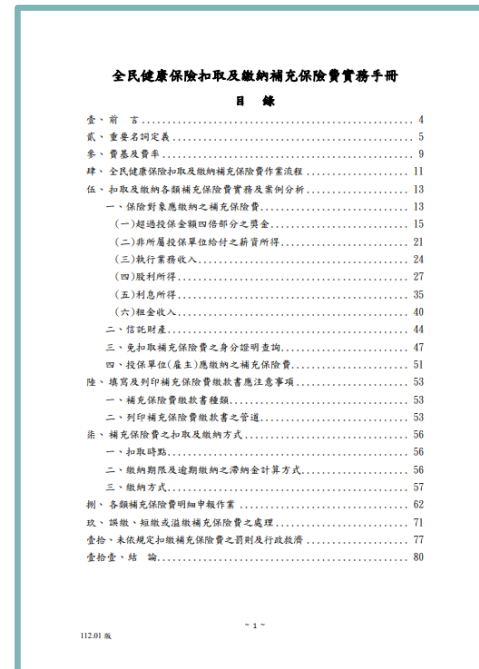 全民健康保險扣取及繳納補充保險費實務手冊
目 錄
壹、前 言 4
貳、重要名詞定義 5
參、費基及費率 9
肆、全民健康保險扣取及繳納補充保險費作業流程 11
伍、扣取及繳納各類補充保險費實務及案例分析 13
一、保險對象應繳納之補充保險費 13
(一)超過投保金額四倍部分之獎金 15
(二)非所屬投保單位給付之薪資所得 21
(三)執行業務收入 24
(四)股利所得 27
(五)利息所得 35
(六)租金收入 40
二、信託財產 44
三、免扣取補充保險費之身分證明查詢 47
四、投保單位(雇主)應繳納之補充保險費 51
陸、填寫及列印補充保險費繳款書應注意事項 53
一、補充保險費繳款書種類 53
二、列印補充保險費繳款書之管道 53
柒、補充保險費之扣取及繳納方式 56
一、扣取時點 56
二、繳納期限及逾期繳納之滯納金計算方式 56
三、繳納方式 57
捌、各類補充保險費明細申報作業 62
玖、誤繳、短繳或溢繳補充保險費之處理 71
壹拾、未依規定扣繳補充保險費之罰則及行政救濟 77
壹拾壹、結 論 80
~ 1 ~
112.01 版